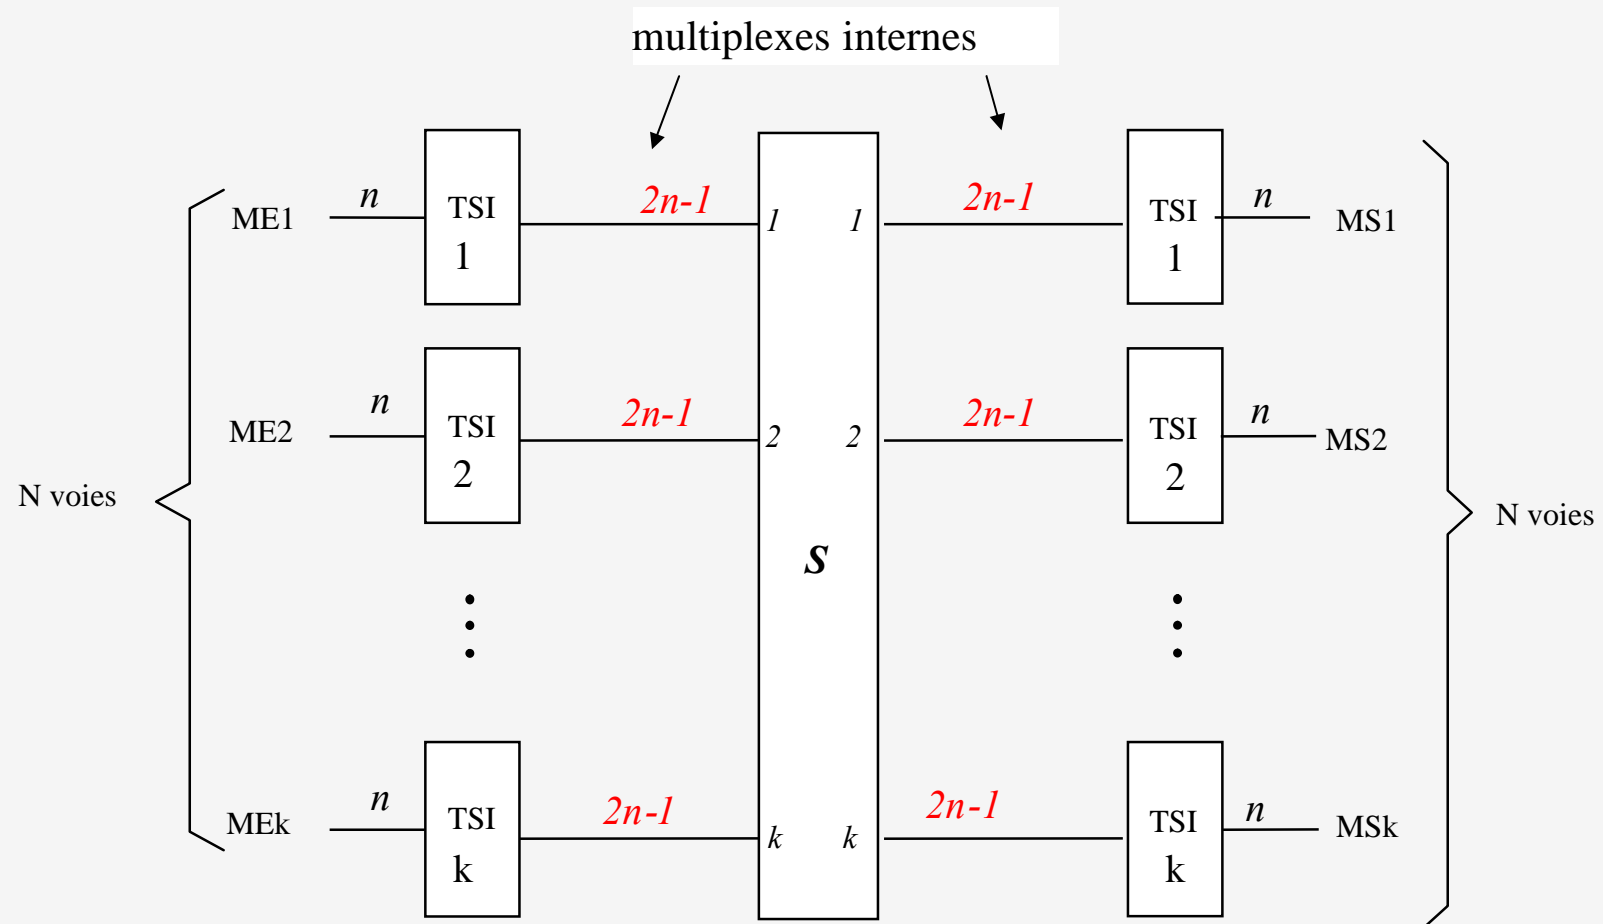 multiplexes internes
ME1
n
TSI
1
2n-1
1
1
2n-1
TSI
1
n
MS1
ME2
n
TSI
2
2n-1
2
2
2n-1
TSI
2
n
MS2
N voies
N voies
S
MEk
n
TSI
k
2n-1
k
k
2n-1
TSI
k
n
MSk